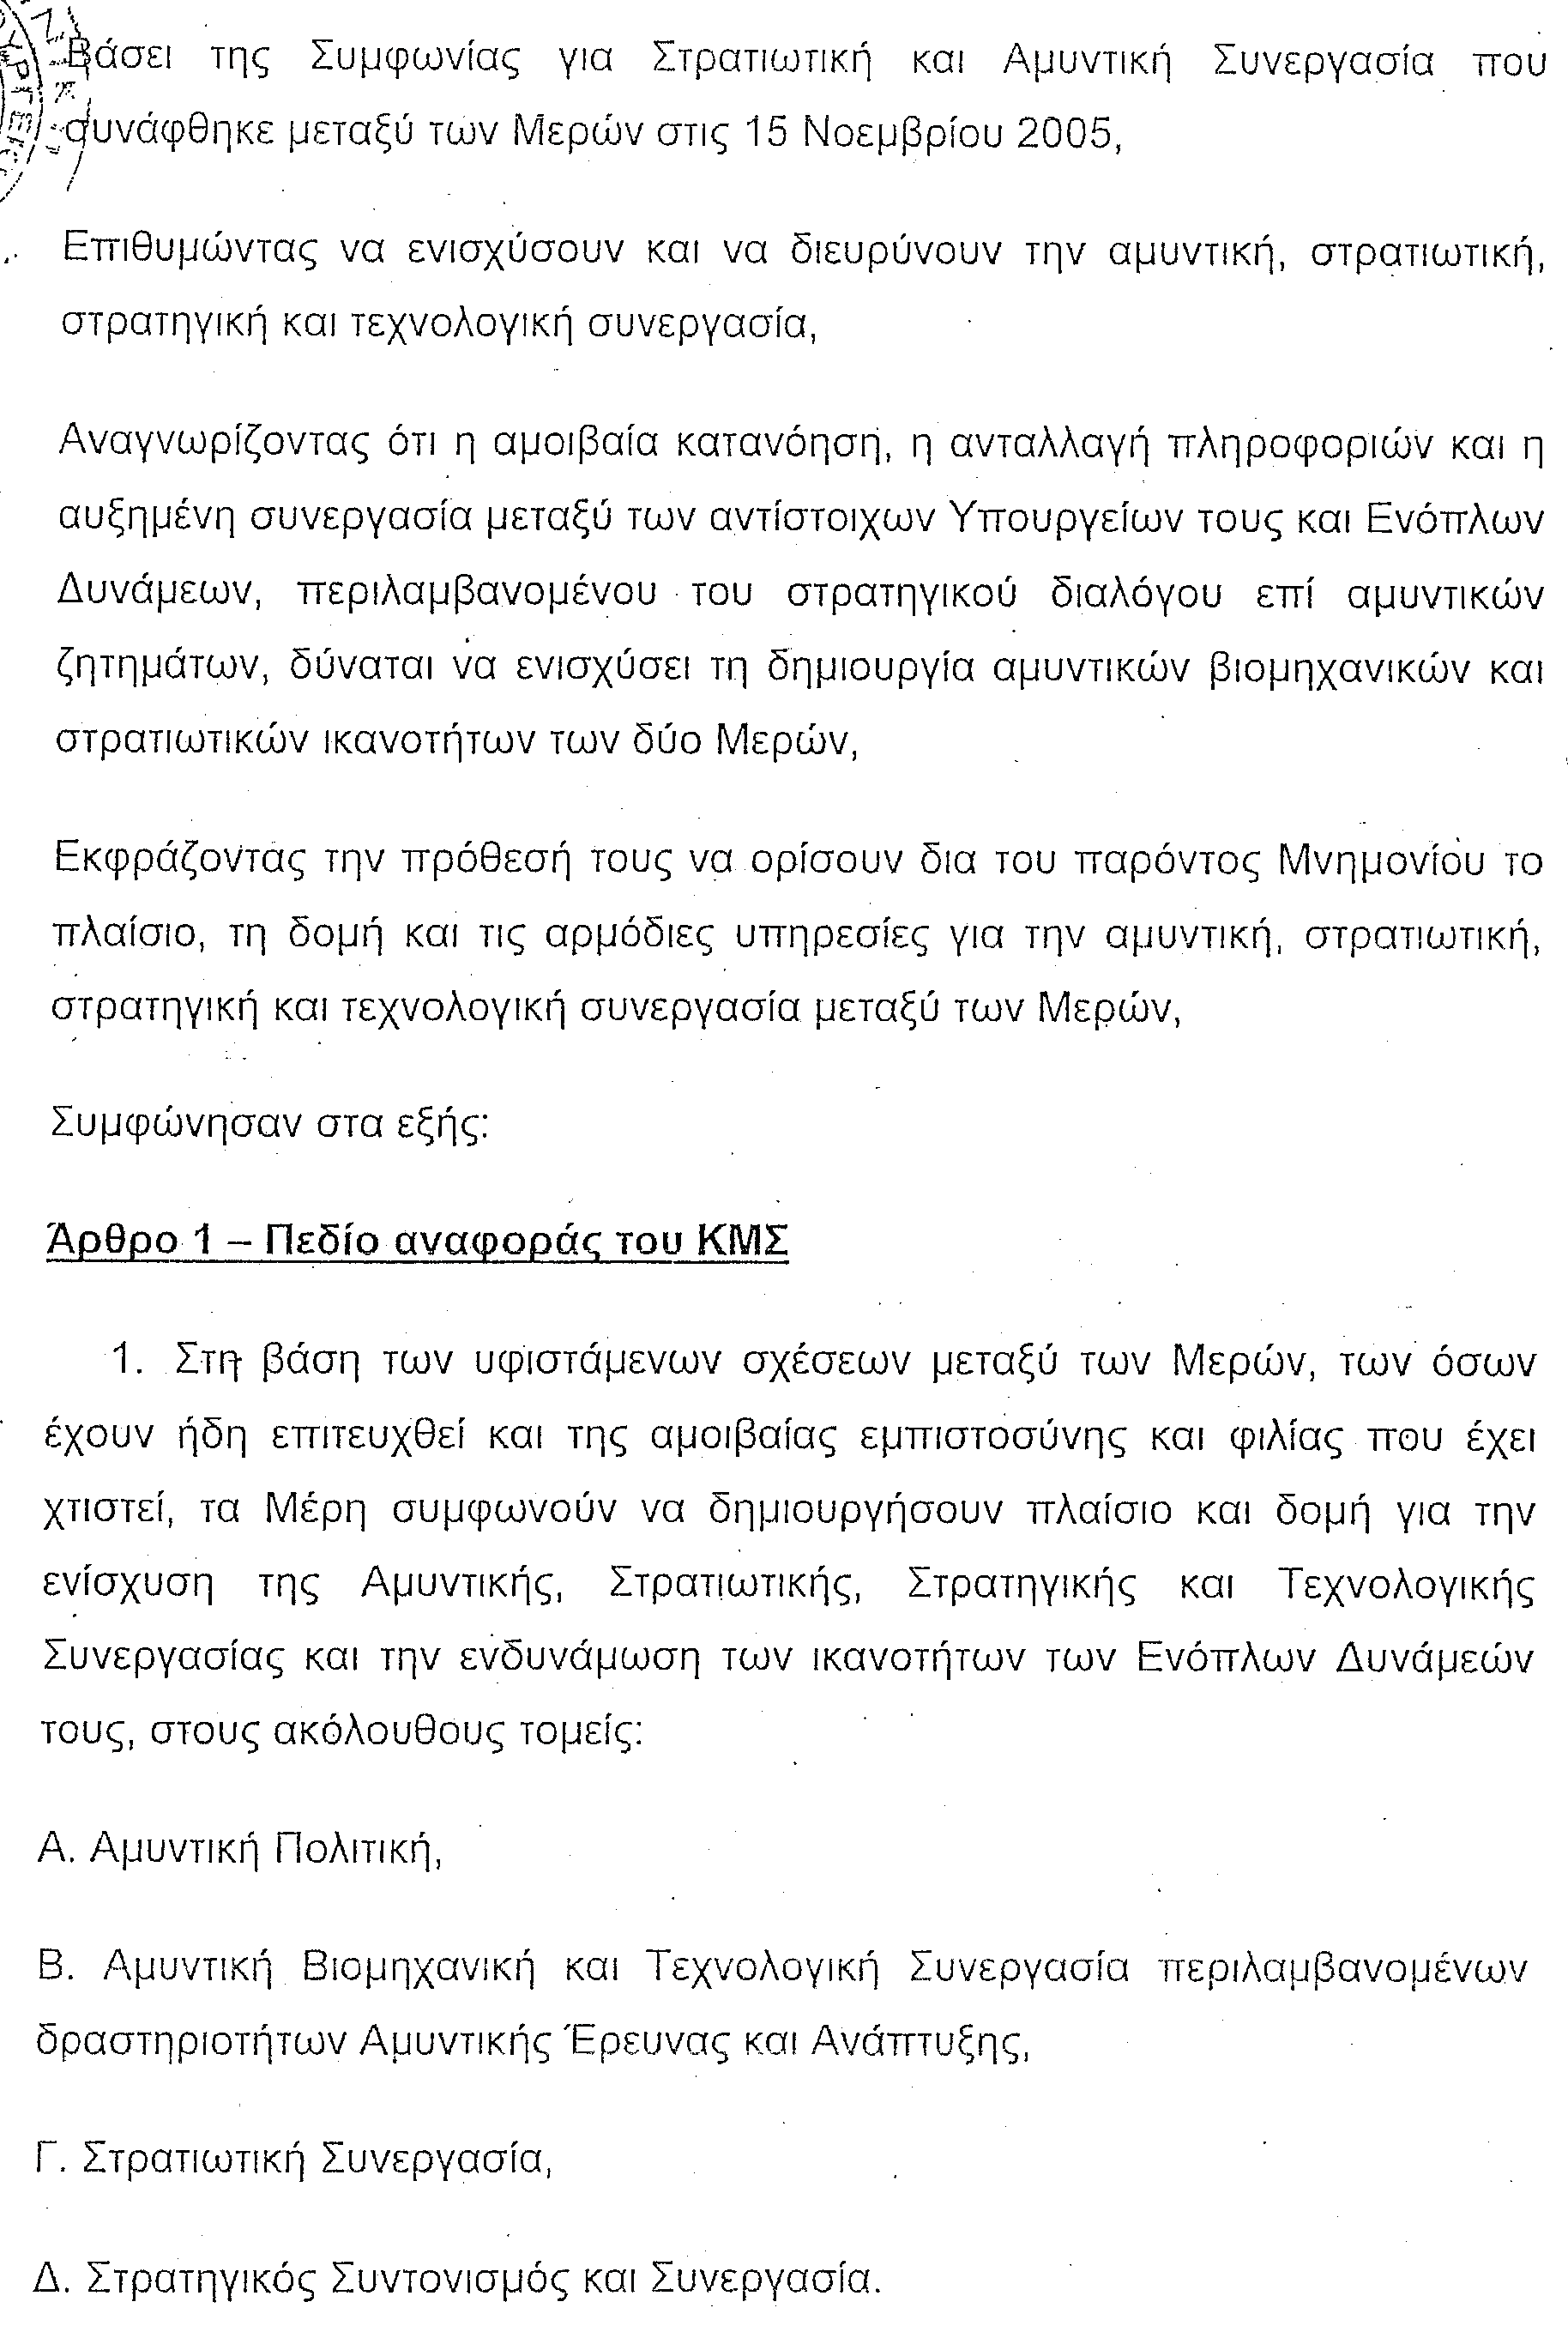 Βάσει της Συμφωνίας για Στρατιωτική και Αμυντική Συνεργασία που
συνάφθηκε μεταξύ των Μερών στις 15 Νοεμβρίου 2005,
Επιθυμώντας να ενισχύσουν και να διευρύνουν την αμυντική, στρατιωτική,
στρατηγική και τεχνολογική συνεργασία,
Αναγνωρίζοντας ότι η αμοιβαία κατανόηση, η ανταλλαγή πληροφοριών και η
αυξημένη συνεργασία μεταξύ των αντίστοιχων Υπουργείων τους και Ενόπλων
Δυνάμεων, περιλαμβανομένου του στρατηγικού διαλόγου επί αμυντικών
ζητημάτων, δύναται να ενισχύσει τη δημιουργία αμυντικών βιομηχανικών και
στρατιωτικών ικανοτήτων των δύο Μερών,
Εκφράζοντας την πρόθεσή τους να ορίσουν δια του παρόντος Μνημονίου το
πλαίσιο, τη δομή και τις αρμόδιες υπηρεσίες για την αμυντική, στρατιωτική,
στρατηγική και τεχνολογική συνεργασία μεταξύ των Μερών,
Συμφώνησαν στα εξής:
Άρθρο 1 – Πεδίο αναφοράς του ΚΜΣ
1. Στη βάση των υφιστάμενων σχέσεων μεταξύ των Μερών, των όσων
έχουν ήδη επιτευχθεί και της αμοιβαίας εμπιστοσύνης και φιλίας που έχει
χτιστεί, τα Μέρη συμφωνούν να δημιουργήσουν πλαίσιο και δομή για την
ενίσχυση της Αμυντικής, Στρατιωτικής, Στρατηγικής και Τεχνολογικής
Συνεργασίας και την ενδυνάμωση των ικανοτήτων των Ενόπλων Δυνάμεών
τους, στους ακόλουθους τομείς:
Α. Αμυντική Πολιτική,
Β. Αμυντική Βιομηχανική και Τεχνολογική Συνεργασία περιλαμβανομένων
δραστηριοτήτων Αμυντικής Έρευνας και Ανάπτυξης,
Γ. Στρατιωτική Συνεργασία,
Δ. Στρατηγικός Συντονισμός και Συνεργασία.